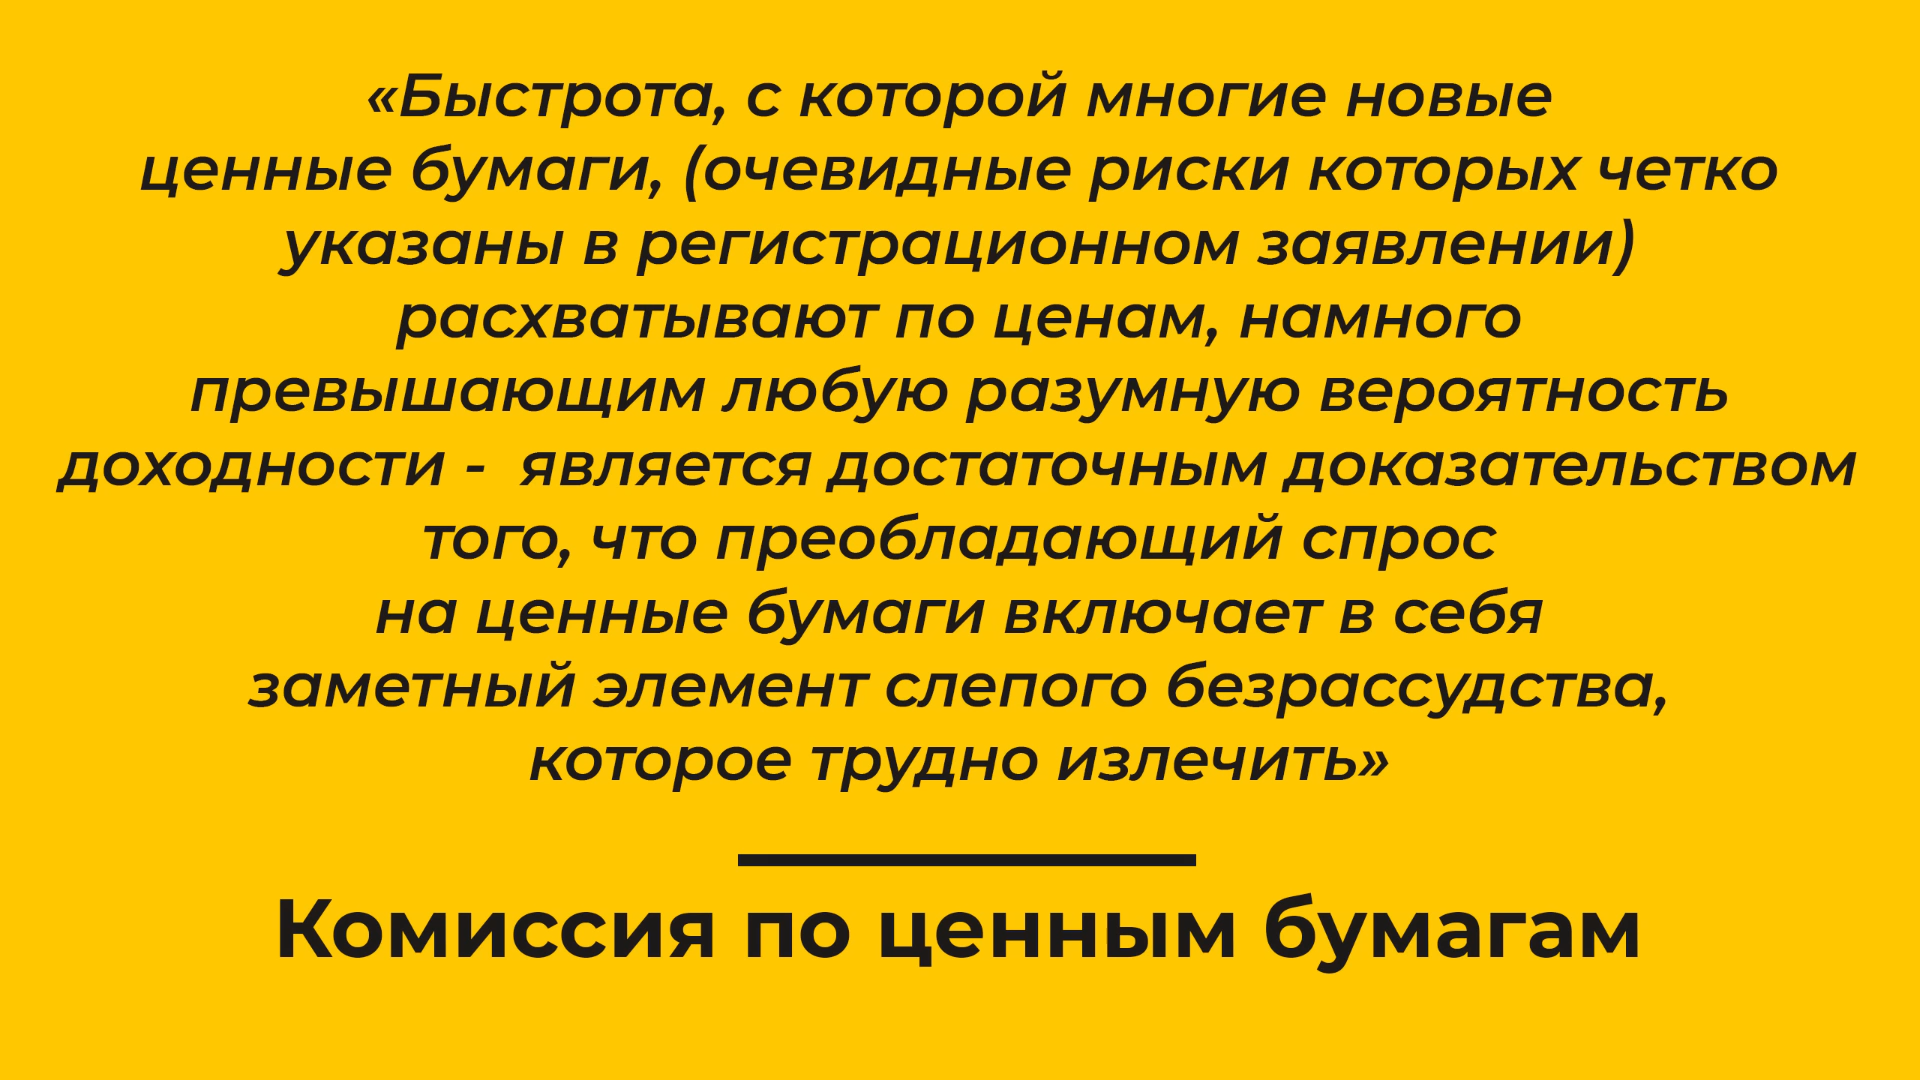 «Быстрота, с которой многие новые
ценные бумаги, (очевидные риски которых четко
указаны в регистрационном заявлении)
расхватывают по ценам, намного
превышающим любую разумную вероятность
доходности -  является достаточным доказательством
того, что преобладающий спрос
на ценные бумаги включает в себя
заметный элемент слепого безрассудства,
которое трудно излечить»
Комиссия по ценным бумагам